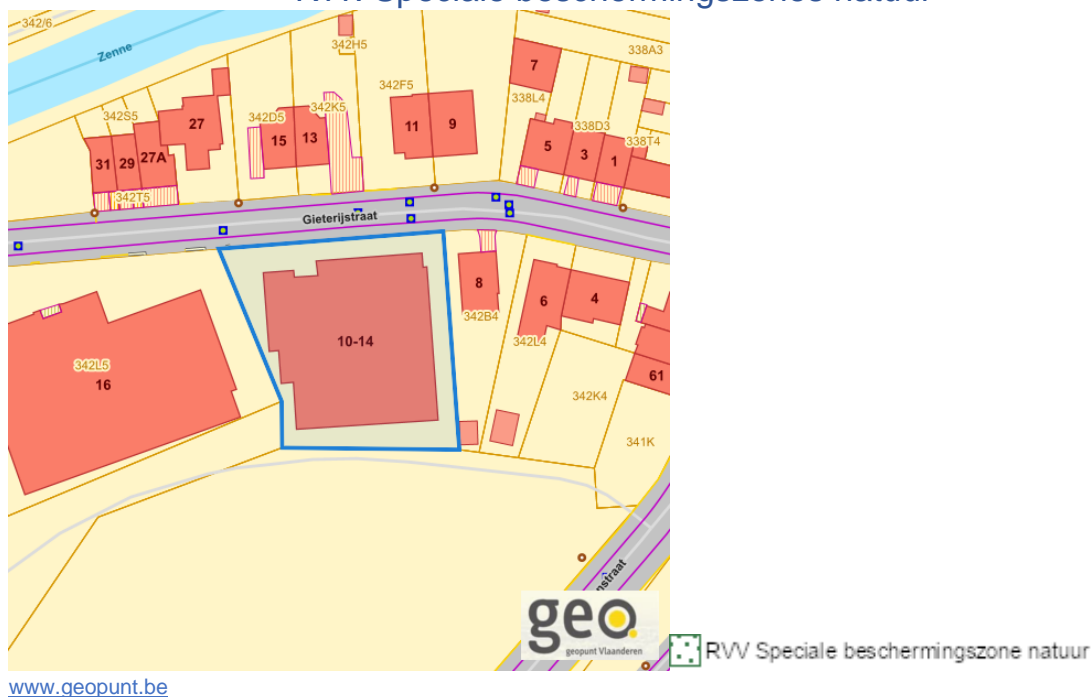 RVV Speciale beschermingszones natuur
342/6
Zenne
342H5
338A3
7
342F5
338L4
342S5
27
342D5
342K5
338D3
15
13
11
9
338T4
31
29
27A
5
3
1
342T5
Gieterijstraat
8
6
4
10-14
342B4
342L4
342L5
16
61
342K4
341K
nstraat
geo
geopunt Vlaanderen
RVV Speciale beschermingszone natuur
www.geopunt.be